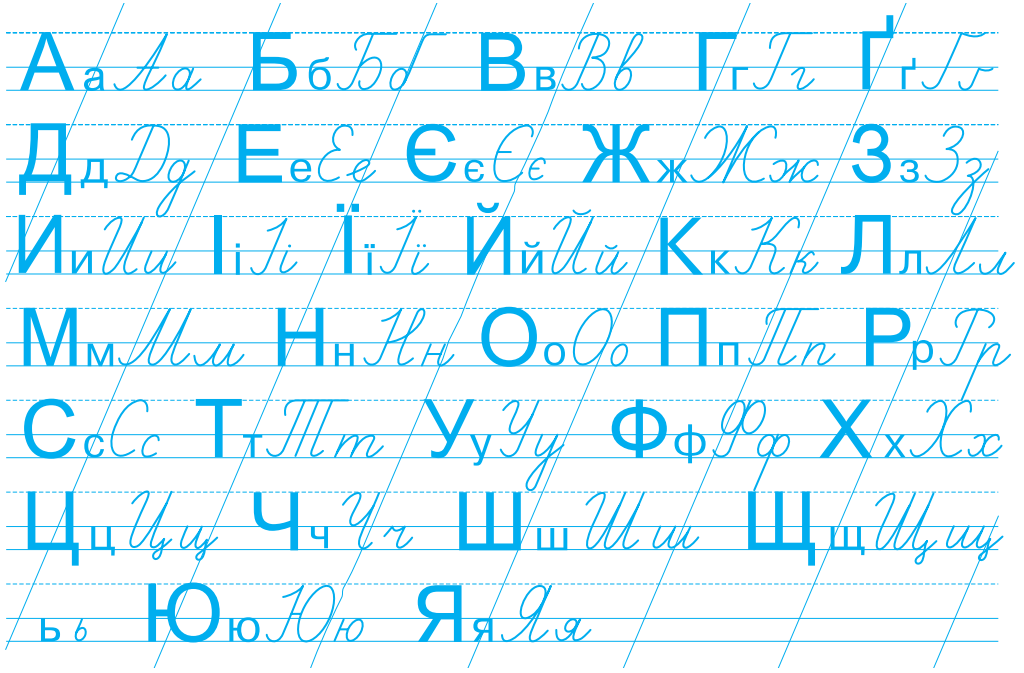 Аа Аа Бб Бб Вв Вв Гг Гг Ґґ Ґґ
Дд Дд Ее Ее Єє Єє Жж Жж Зз Зз
Ии Ии Іі Іі Її Її Йй Йй Кк Кк Лл Лл
Мм Мм Нн Нн Оо Оо Пп Пп Рр Рр
Сс Сс Тт Тт Уу Уу Фф Фф Хх Хх
Цц Цц Чч Чч Шш Шш Щщ Щщ
ь ь Юю Юю Яя Яя